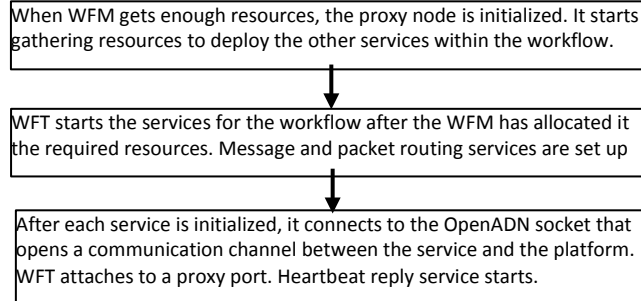 When WFM gets enough resources, the proxy node is initialized. It starts
gathering resources to deploy the other services within the workflow.
WFT starts the services for the workflow after the WFM has allocated it
the required resources. Message and packet routing services are set up
After each service is initialized, it connects to the OpenADN socket that
opens a communication channel between the service and the platform.
WFT attaches to a proxy port. Heartbeat reply service starts.